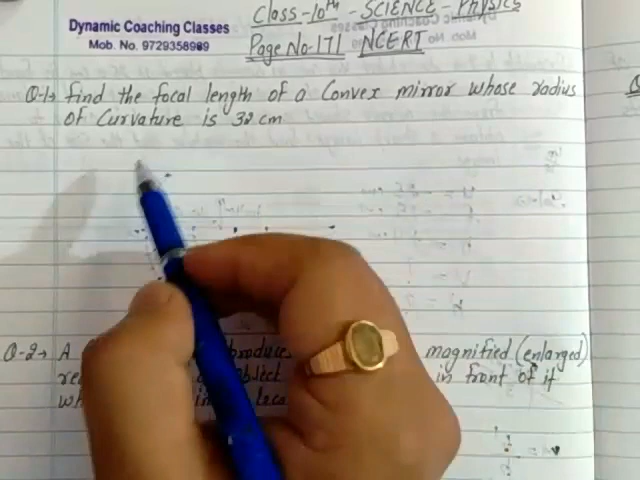 Dynamic Coaching Classes
Mob. No. 9729358989
Class-10th - SCIENCE - Physics
Page No-171 NCERT
Q-1→ Find the focal length of a Convex mirror whose radius
of Curvature is 32 cm
Q-2→ A magnified (enlarged)
in front of it